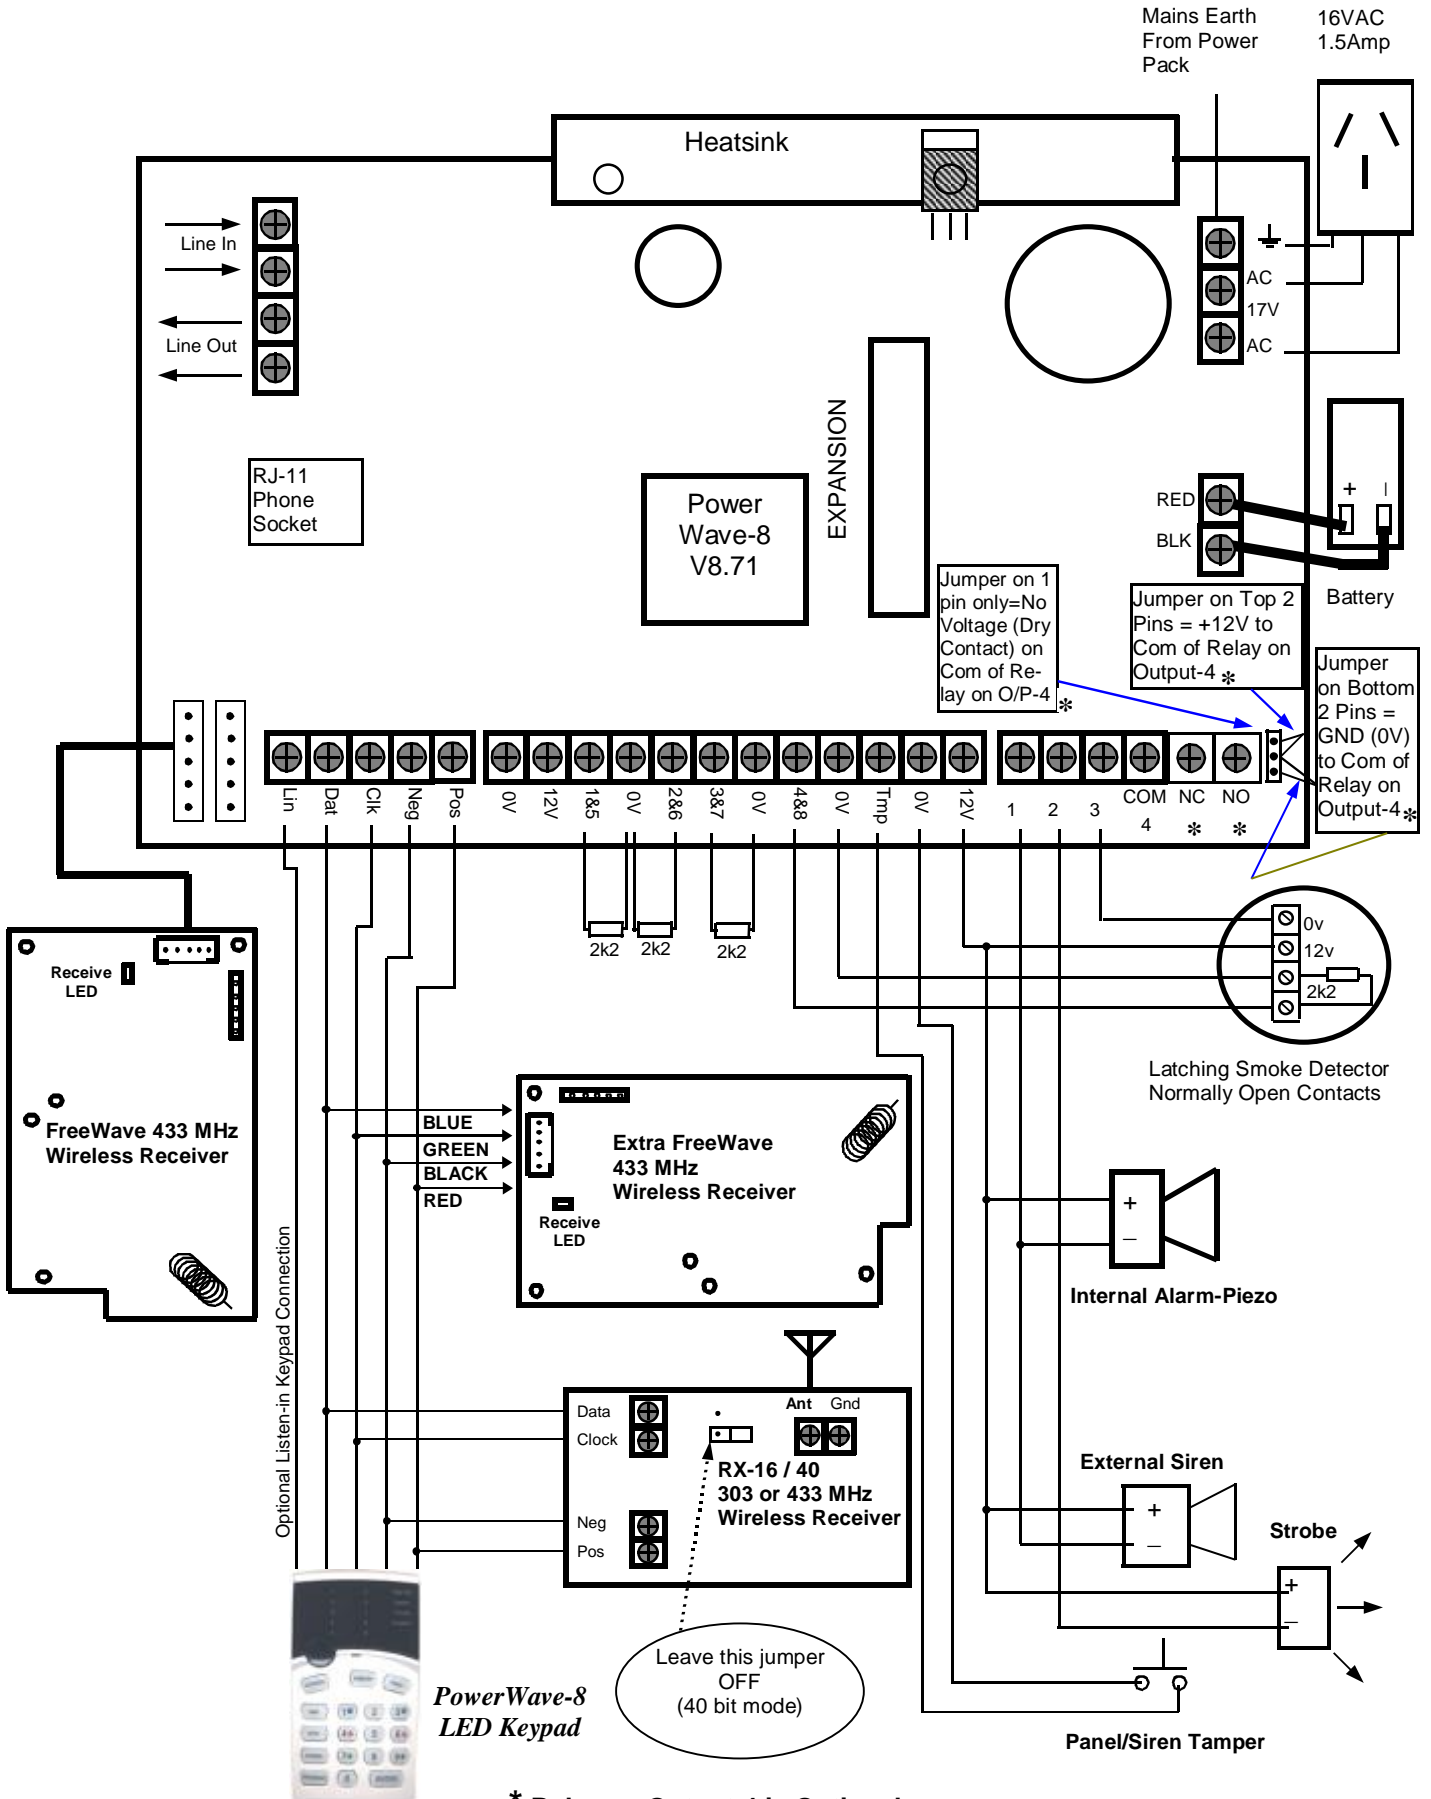 Mains Earth
From Power
Pack
16VAC
1.5Amp
Heatsink
Line In
Line Out
AC
17V
AC
RJ-11
Phone
Socket
Power
Wave-8
V8.71
EXPANSION
RED
BLK
+ –
Battery
Jumper on 1
pin only=No
Voltage (Dry
Contact) on
Com of Re-
lay on O/P-4 *
Jumper on Top 2
Pins = +12V to
Com of Relay on
Output-4 *
Jumper
on Bottom
2 Pins =
GND (0V)
to Com of
Relay on
Output-4 *
Lin Dat Clk Neg Pos 0V 12V 1&5 0V 2&6 3&7 0V 4&8 0V Tmp 0V 12V 1 2 3 COM NC NO
4 * *
2k2 2k2 2k2
0v
12v
2k2
Latching Smoke Detector
Normally Open Contacts
Receive
LED
FreeWave 433 MHz
Wireless Receiver
BLUE
GREEN
BLACK
RED
Extra FreeWave
433 MHz
Wireless Receiver
Receive
LED
+
–
Internal Alarm-Piezo
Optional Listen-in Keypad Connection
Data
Clock
Neg
Pos
Ant Gnd
RX-16 / 40
303 or 433 MHz
Wireless Receiver
External Siren
+
–
Strobe
+
–
Leave this jumper
OFF
(40 bit mode)
PowerWave-8
LED Keypad
Panel/Siren Tamper